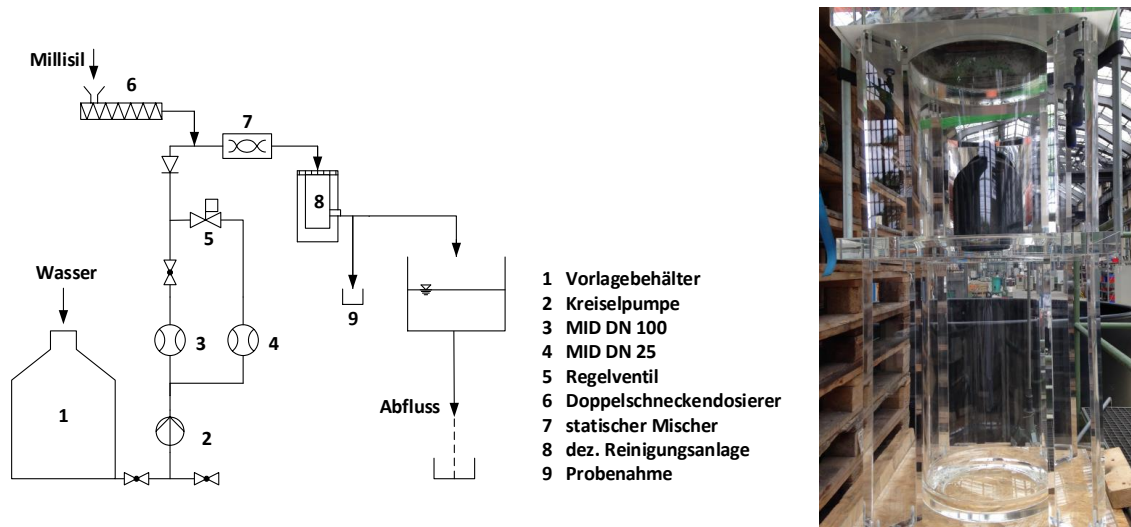 Millisil
6
7
8
5
Wasser
9
3
4
1
Abfluss
2
1 Vorlagebehälter
2 Kreiselpumpe
3 MID DN 100
4 MID DN 25
5 Regelventil
6 Doppelschneckendosierer
7 statischer Mischer
8 dez. Reinigungsanlage
9 Probenahme